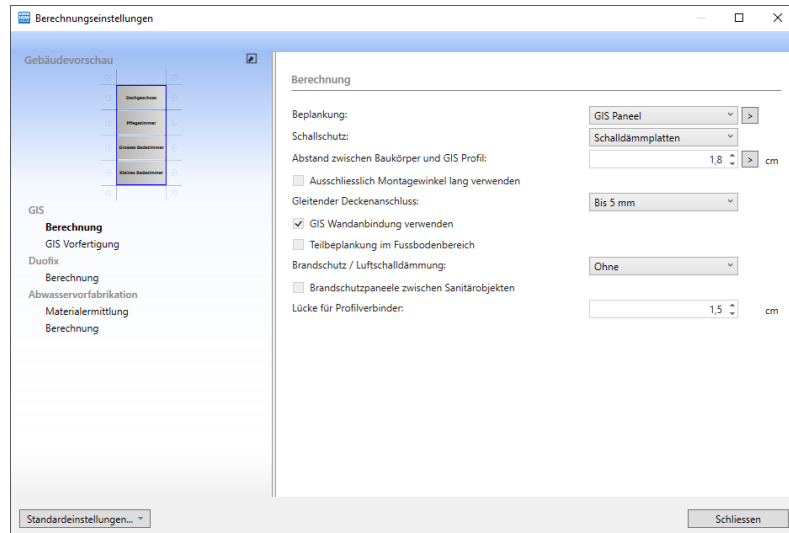 Berechnungseinstellungen
Gebäudevorschau
Dachgeschoss
Pflegezimmer
Grosses Badezimmer
Kleines Badezimmer
GIS
Berechnung
GIS Vorfertigung
Duofix
Berechnung
Abwasservorfabrikation
Materialermittlung
Berechnung
Berechnung
Beplankung: GIS Paneel >
Schallschutz: Schalldämmplatten
Abstand zwischen Baukörper und GIS Profil: 1,8 > cm
Ausschliesslich Montagewinkel lang verwenden
Gleitender Deckenanschluss: Bis 5 mm
GIS Wandanbindung verwenden
Teilbeplankung im Fussbodenbereich
Brandschutz / Luftschalldämmung: Ohne
Brandschutzpaneele zwischen Sanitärobjekten
Lücke für Profilverbinder: 1,5 cm
Standardeinstellungen... Schliessen